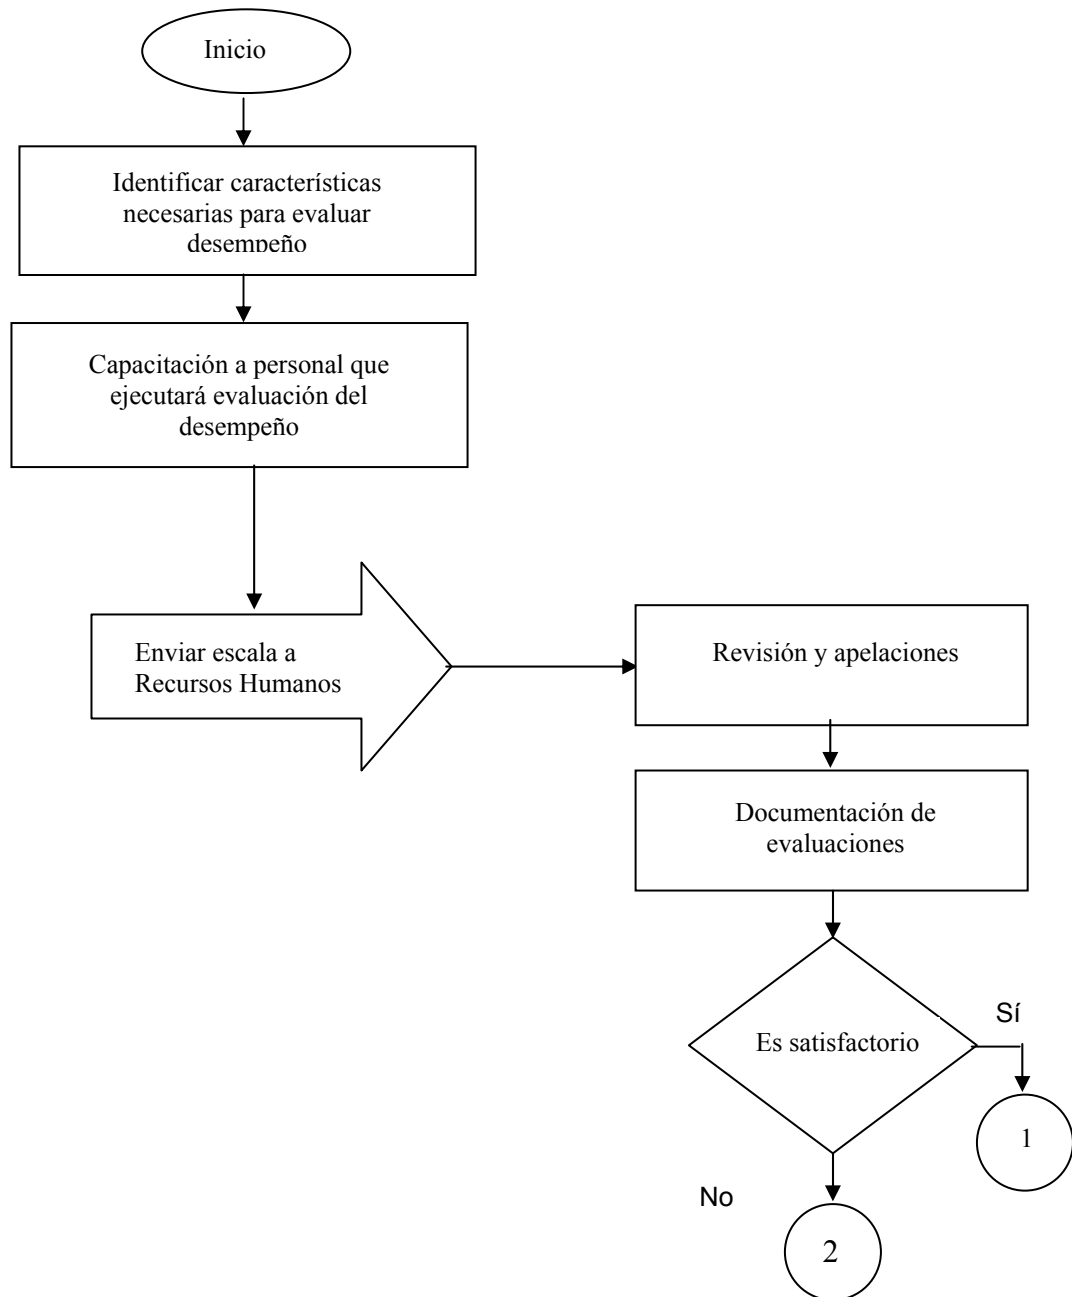 Inicio
Identificar características
necesarias para evaluar
desempeño
Capacitación a personal que
ejecutará evaluación del
desempeño
Enviar escala a
Recursos Humanos
Revisión y apelaciones
Documentación de
evaluaciones
Es satisfactorio
Sí
1
No
2